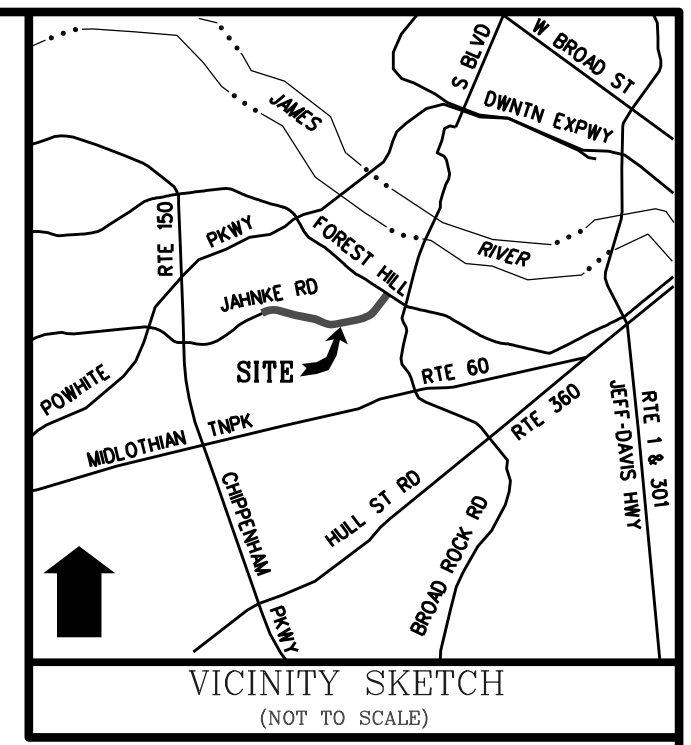 W BROAD ST
S BLVD
DWNTN EXPWY
JAMES
RIVER
RTE 150
PKWY
FOREST HILL
JAHNKE RD
SITE
POWHITE
RTE 60
RTE 360
MIDLOTHIAN TNPK
JEFF-DAVIS HWY
RTE 1 & 301
CHIPPENHAM
PKWY
HULL ST RD
BROAD ROCK RD
VICINITY SKETCH
(NOT TO SCALE)